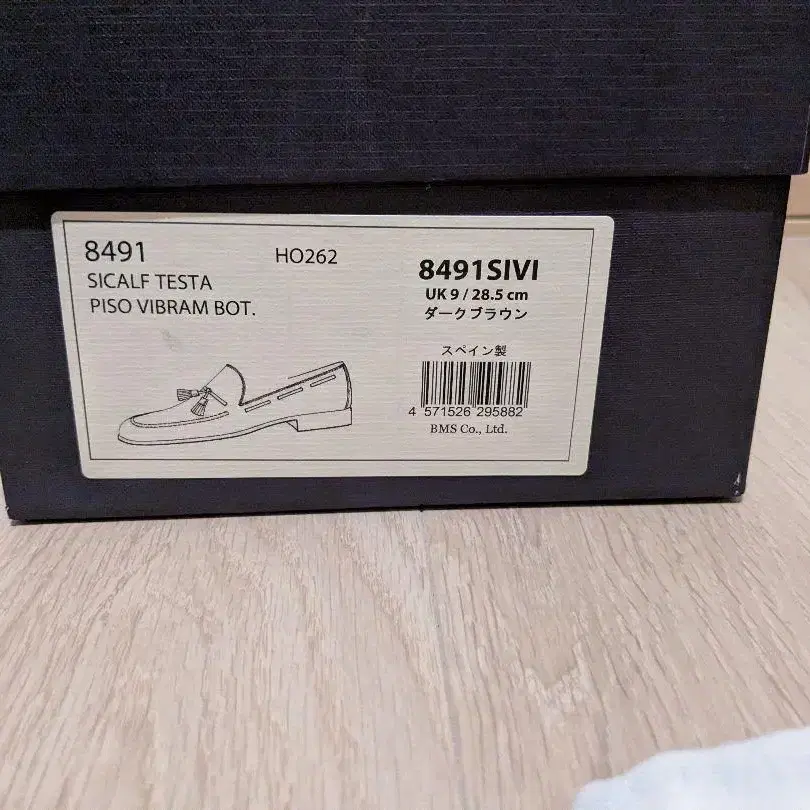 8491
HO262
SICALF TESTA
PISO VIBRAM BOT.
8491SIVI
UK 9 / 28.5 cm
ダークブラウン
スペイン製
4 571526 295882
BMS Co., Ltd.